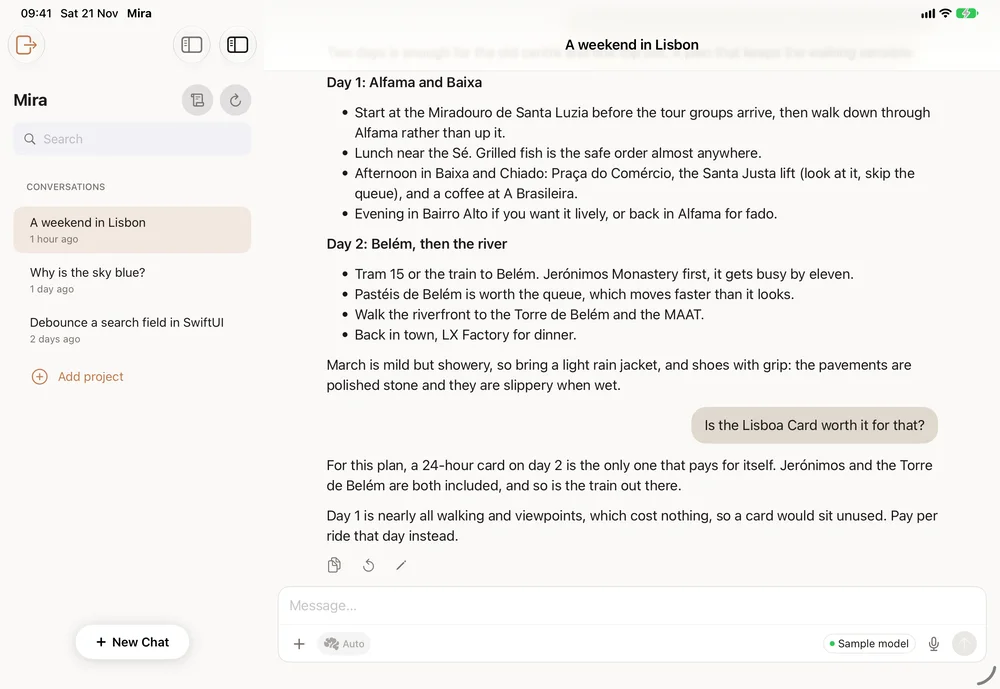 09:41 Sat 21 Nov Mira
A weekend in Lisbon
Mira
Search
CONVERSATIONS
A weekend in Lisbon
1 hour ago
Why is the sky blue?
1 day ago
Debounce a search field in SwiftUI
2 days ago
Add project
New Chat
Day 1: Alfama and Baixa
Start at the Miradouro de Santa Luzia before the tour groups arrive, then walk down through
Alfama rather than up it.
Lunch near the Sé. Grilled fish is the safe order almost anywhere.
Afternoon in Baixa and Chiado: Praça do Comércio, the Santa Justa lift (look at it, skip the
queue), and a coffee at A Brasileira.
Evening in Bairro Alto if you want it lively, or back in Alfama for fado.
Day 2: Belém, then the river
Tram 15 or the train to Belém. Jerónimos Monastery first, it gets busy by eleven.
Pastéis de Belém is worth the queue, which moves faster than it looks.
Walk the riverfront to the Torre de Belém and the MAAT.
Back in town, LX Factory for dinner.
March is mild but showery, so bring a light rain jacket, and shoes with grip: the pavements are
polished stone and they are slippery when wet.
Is the Lisboa Card worth it for that?
For this plan, a 24-hour card on day 2 is the only one that pays for itself. Jerónimos and the Torre
de Belém are both included, and so is the train out there.
Day 1 is nearly all walking and viewpoints, which cost nothing, so a card would sit unused. Pay per
ride that day instead.
Message...
Auto
Sample model